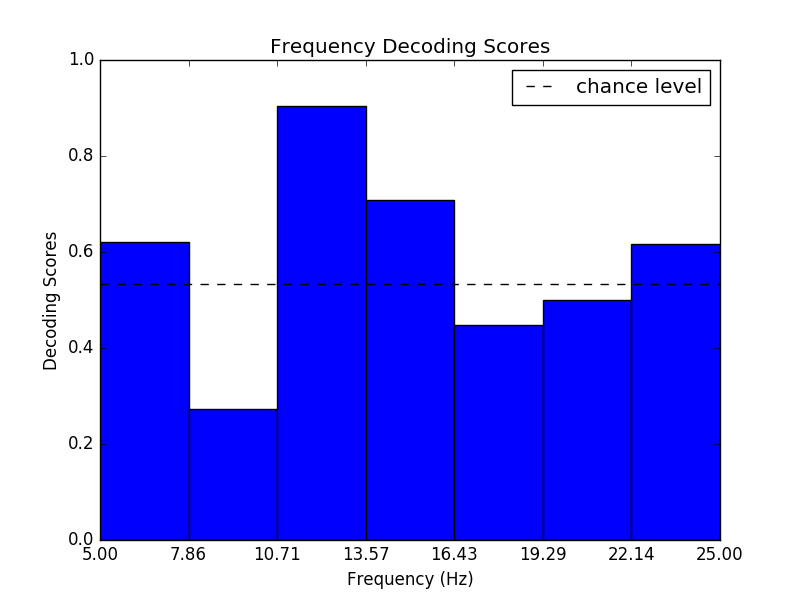 Frequency Decoding Scores
chance level
Decoding Scores
1.0
0.8
0.6
0.4
0.2
0.0
5.00 7.86 10.71 13.57 16.43 19.29 22.14 25.00
Frequency (Hz)